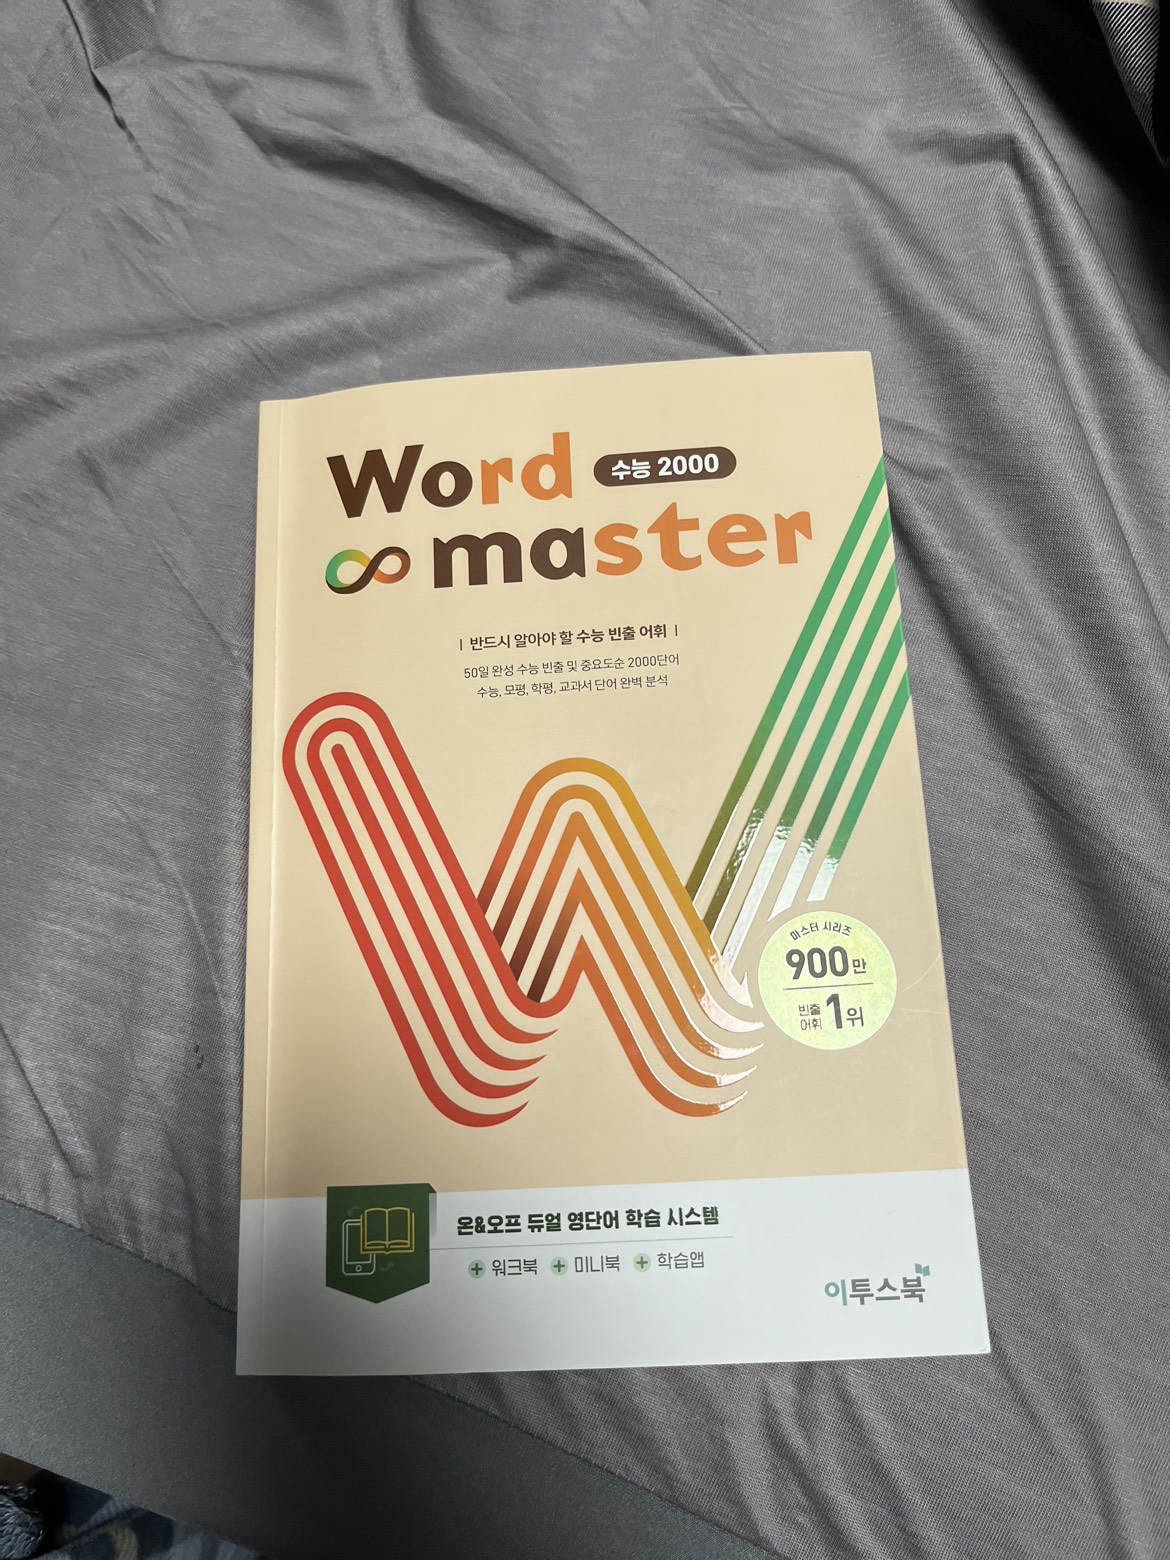 Word 수능 2000
master
| 반드시 알아야 할 수능 빈출 어휘 |
50일 완성 수능 빈출 및 중요도순 2000단어
수능, 모평, 학평, 교과서 단어 완벽 분석
마스터 시리즈
900만
빈출
어휘 1위
온&오프 듀얼 영단어 학습 시스템
+ 워크북 + 미니북 + 학습앱
이투스북